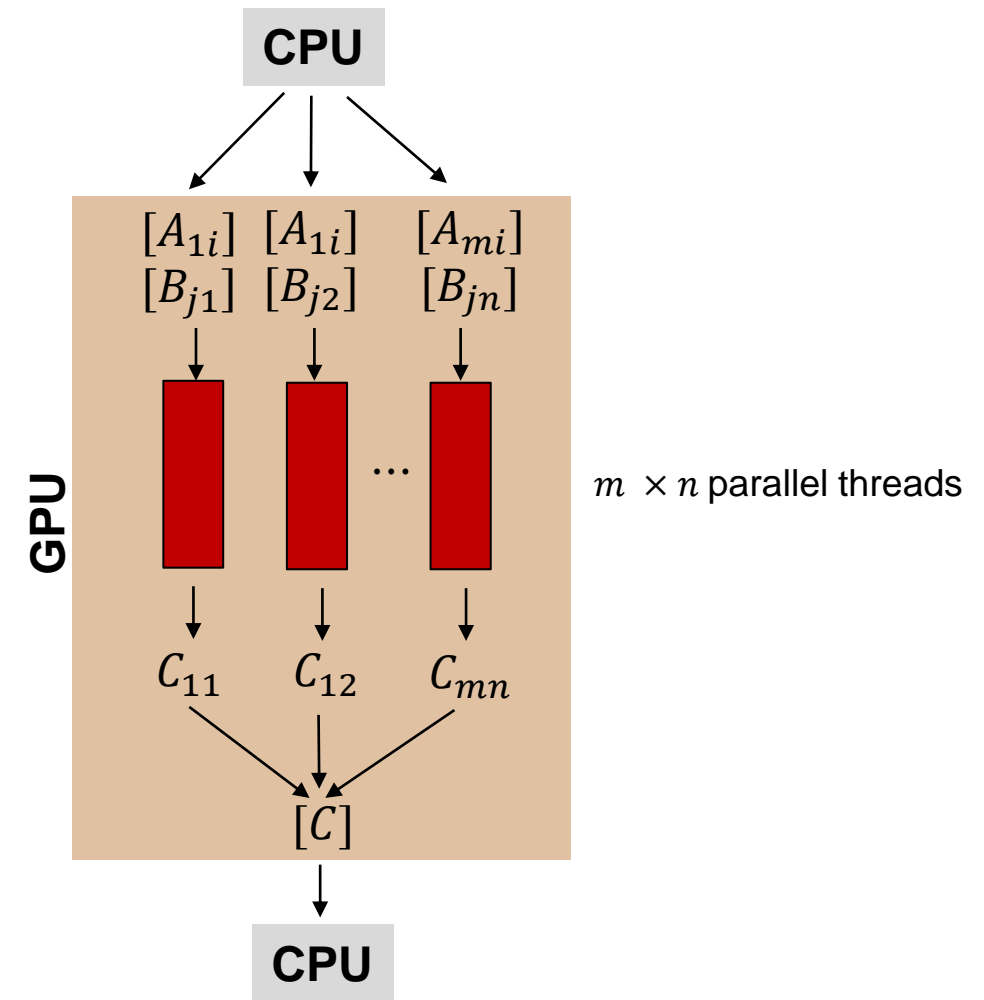 CPU
[A₁ᵢ] [A₁ᵢ] [Aₘᵢ]
[Bⱼ₁] [Bⱼ₂] [Bⱼₙ]
...
GPU
m × n parallel threads
C₁₁ C₁₂ Cₘₙ
[C]
CPU